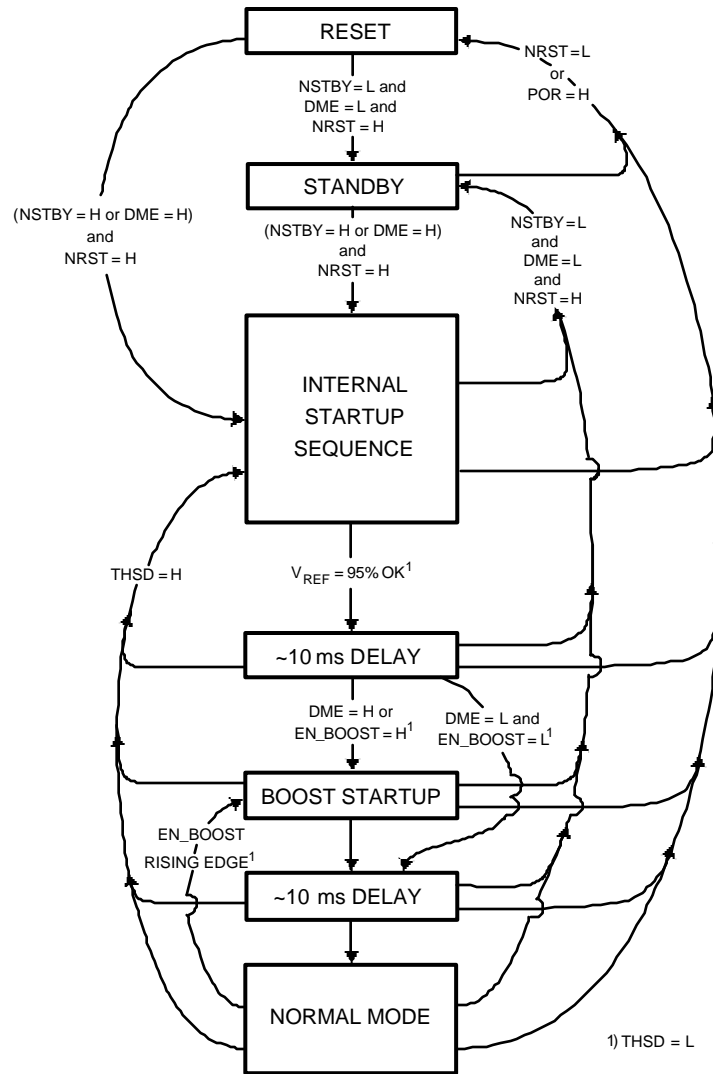 RESET
NRST = L
or
POR = H
NSTBY = L and
DME = L and
NRST = H
STANDBY
(NSTBY = H or DME = H)
and
NRST = H
(NSTBY = H or DME = H)
and
NRST = H
NSTBY = L
and
DME = L
and
NRST = H
INTERNAL
STARTUP
SEQUENCE
THSD = H
V_REF = 95% OK¹
~10 ms DELAY
DME = H or
EN_BOOST = H¹
DME = L and
EN_BOOST = L¹
BOOST STARTUP
EN_BOOST
RISING EDGE¹
~10 ms DELAY
NORMAL MODE
1) THSD = L